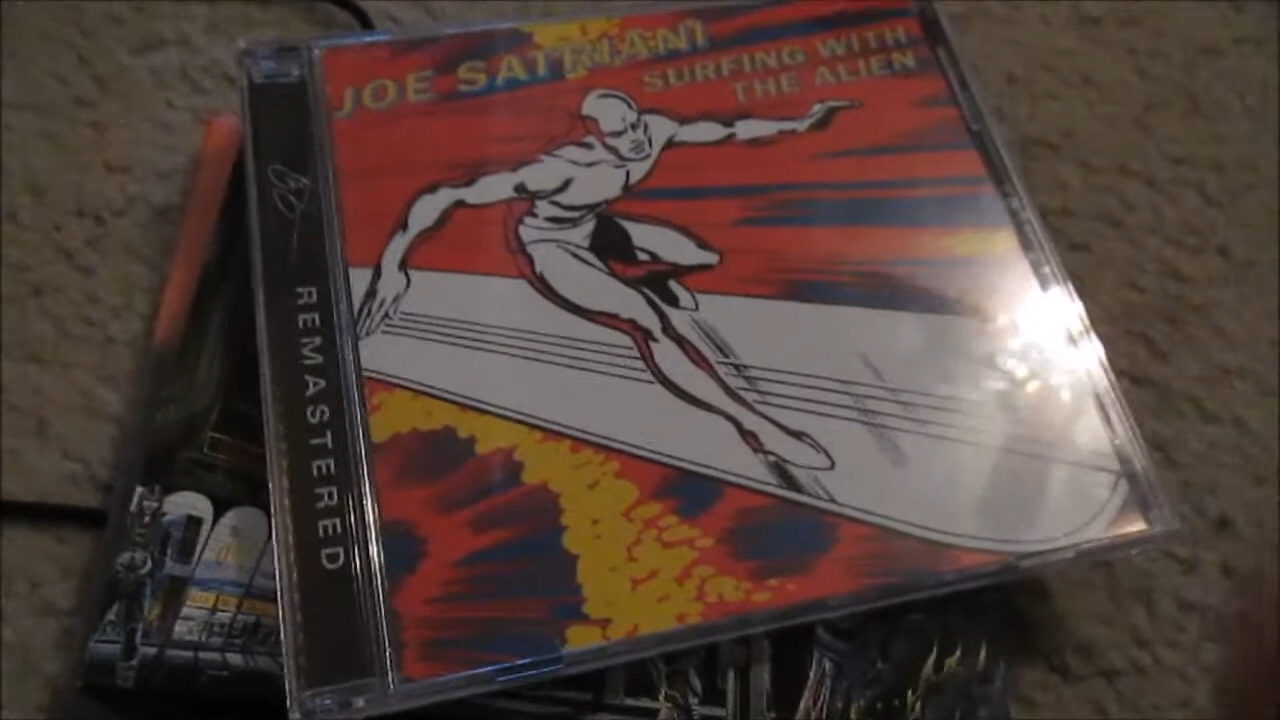 JOE SATRIANI
SURFING WITH
THE ALIEN
REMASTERED